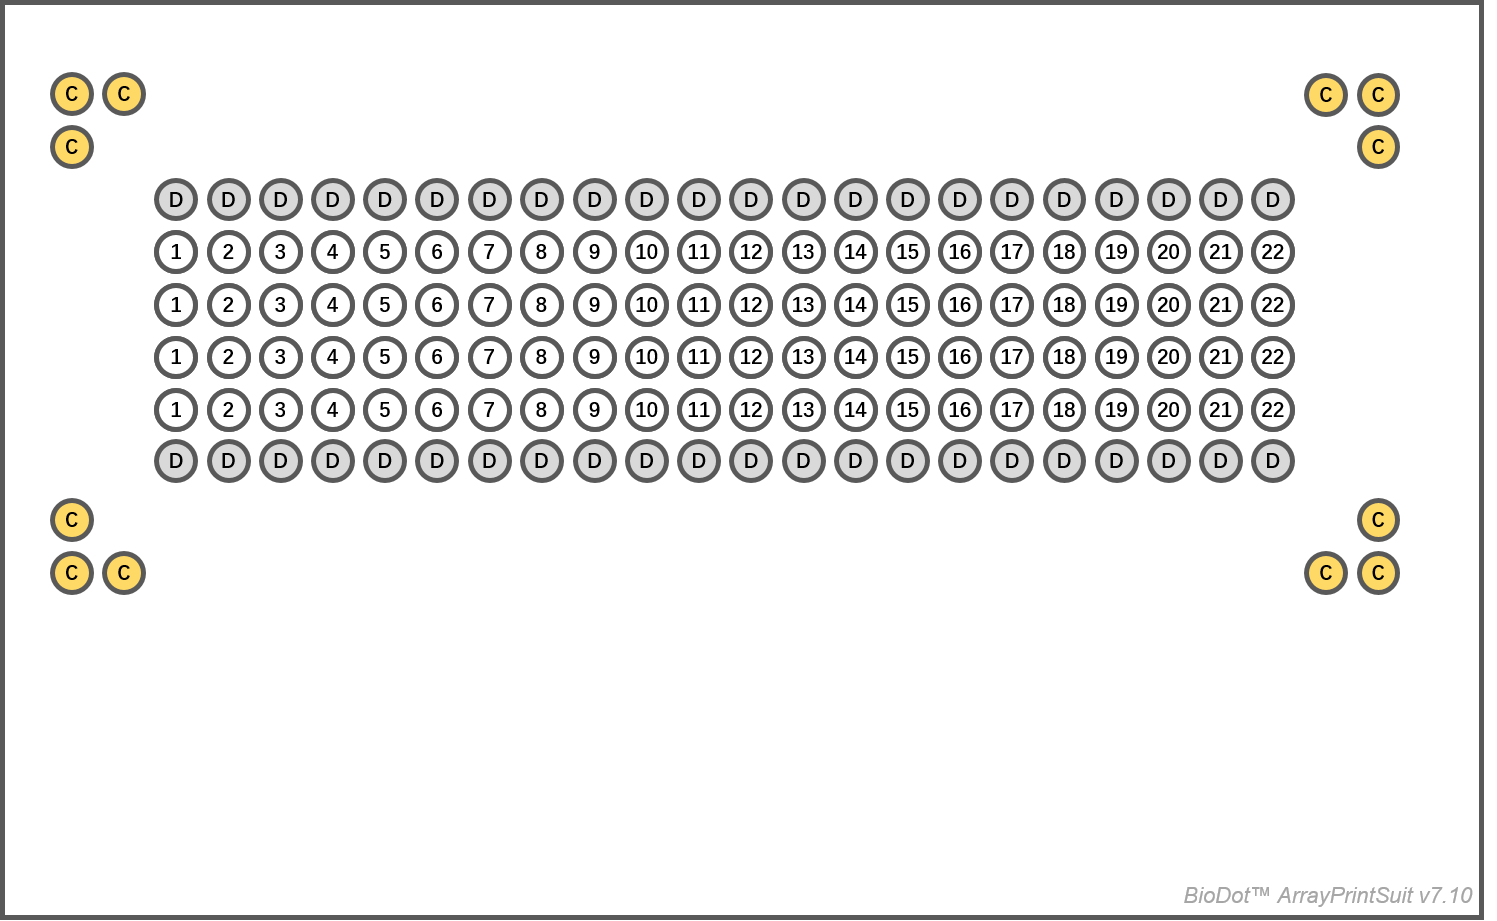 C C C C
C C
D D D D D D D D D D D D D D D D D D D D D D
1 2 3 4 5 6 7 8 9 10 11 12 13 14 15 16 17 18 19 20 21 22
1 2 3 4 5 6 7 8 9 10 11 12 13 14 15 16 17 18 19 20 21 22
1 2 3 4 5 6 7 8 9 10 11 12 13 14 15 16 17 18 19 20 21 22
1 2 3 4 5 6 7 8 9 10 11 12 13 14 15 16 17 18 19 20 21 22
D D D D D D D D D D D D D D D D D D D D D D
C C
C C C C
BioDot™ ArrayPrintSuit v7.10